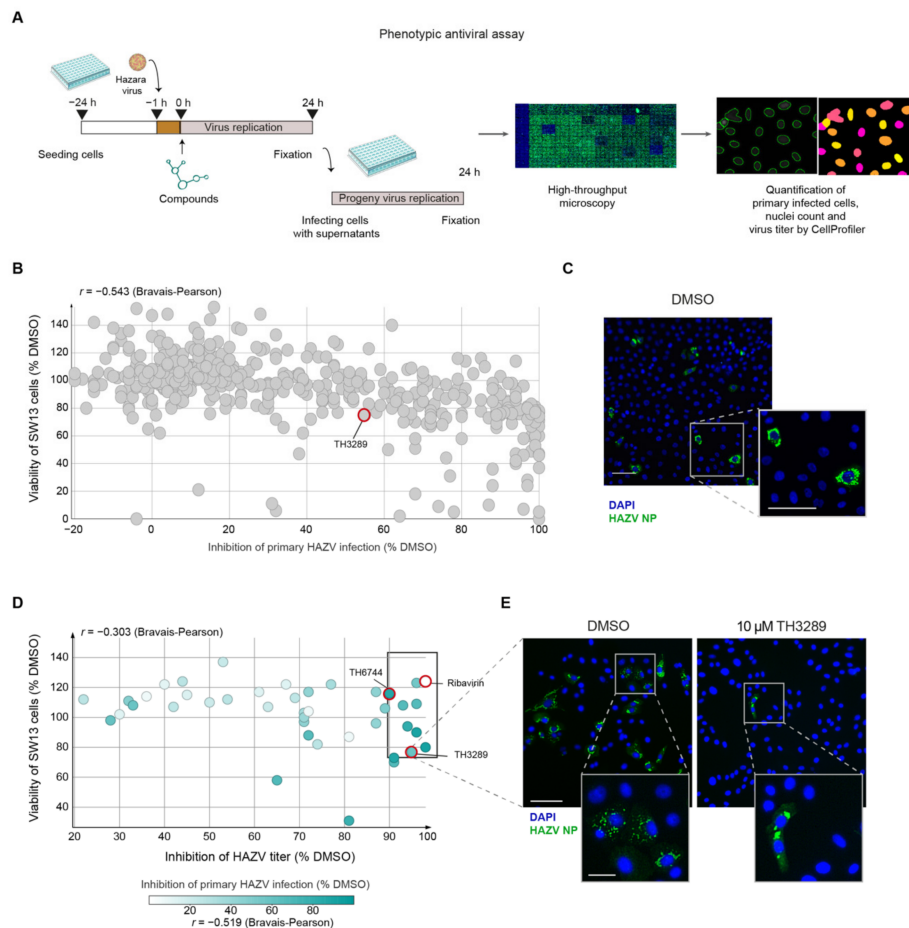 A
Phenotypic antiviral assay
Hazara
virus
−24 h
−1 h
0 h
24 h
Virus replication
Seeding cells
Compounds
Fixation
24 h
Progeny virus replication
Infecting cells
with supernatants
Fixation
High-throughput
microscopy
Quantification of
primary infected cells,
nuclei count and
virus titer by CellProfiler
B
r = −0.543 (Bravais-Pearson)
Viability of SW13 cells (% DMSO)
140
120
100
80
60
40
20
0
TH3289
−20
0
20
40
60
80
100
Inhibition of primary HAZV infection (% DMSO)
C
DMSO
DAPI
HAZV NP
D
r = −0.303 (Bravais-Pearson)
Viability of SW13 cells (% DMSO)
140
120
100
80
60
40
TH6744
Ribavirin
TH3289
20
30
40
50
60
70
80
90
100
Inhibition of HAZV titer (% DMSO)
Inhibition of primary HAZV infection (% DMSO)
20
40
60
80
r = −0.519 (Bravais-Pearson)
E
DMSO
10 µM TH3289
DAPI
HAZV NP